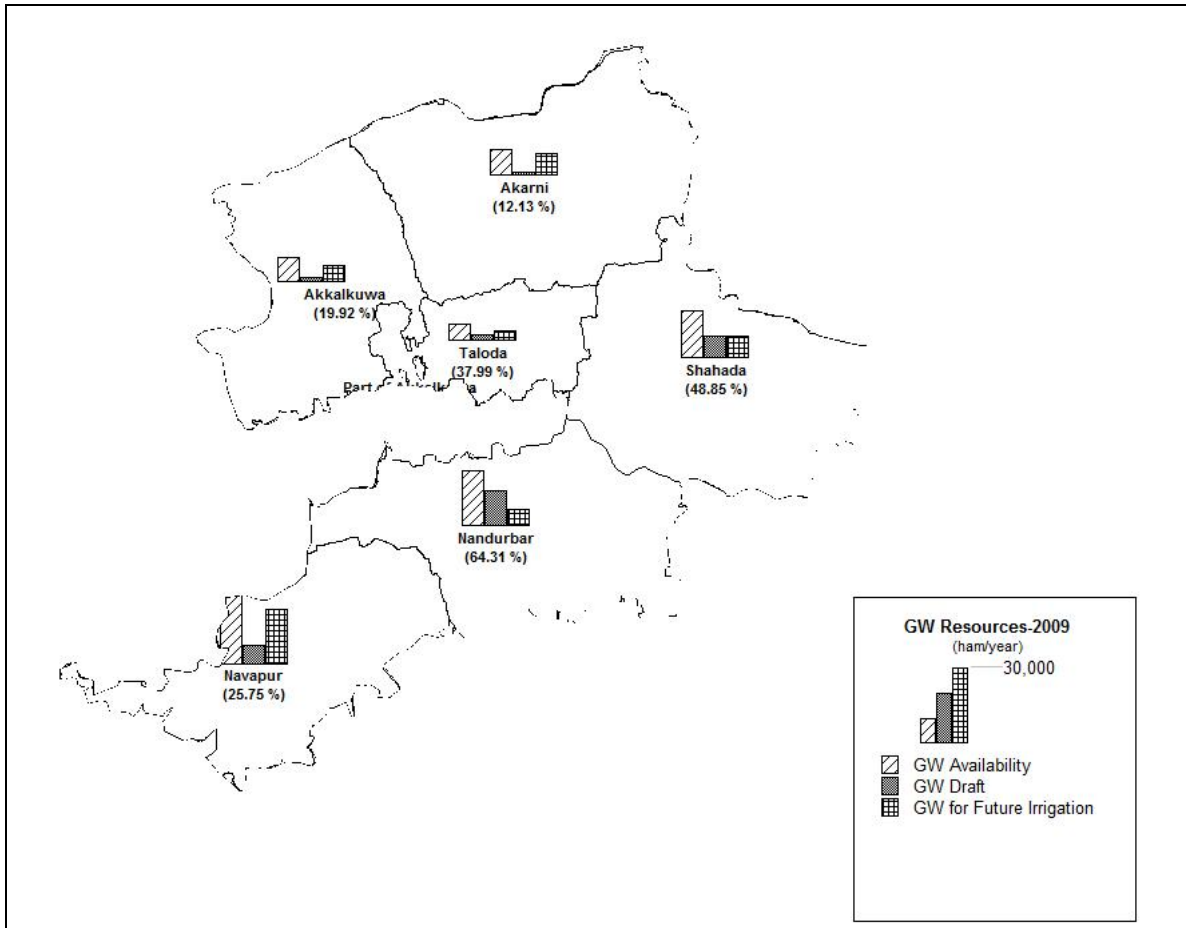 Akarni
(12.13 %)
Akkalkuwa
(19.92 %)
Taloda
(37.99 %)
Part
Shahada
(48.85 %)
Nandurbar
(64.31 %)
Navapur
(25.75 %)
GW Resources-2009
(ham/year)
30,000
GW Availability
GW Draft
GW for Future Irrigation